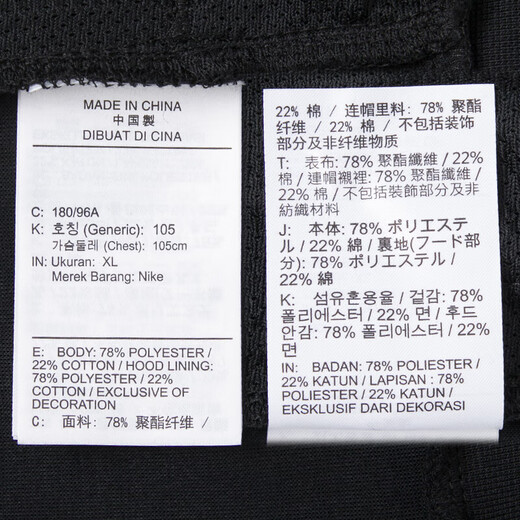 MADE IN CHINA
中 国 製
DIBUAT DI CINA
C: 180/96A
K: 호칭 (Generic): 105
가슴둘레 (Chest): 105cm
IN: Ukuran: XL
Merek Barang: Nike
E: BODY: 78% POLYESTER /
22% COTTON / HOOD LINING:
78% POLYESTER / 22%
COTTON / EXCLUSIVE OF
DECORATION
C: 面料: 78% 聚酯纤维 /
22% 棉 / 连帽里料: 78% 聚酯
纤维 / 22% 棉 / 不包括装饰
部分及非纤维物质
T: 表布: 78% 聚酯纖維 / 22%
棉 / 連帽襯裡: 78% 聚酯纖維
/ 22% 棉 / 不包括裝飾部分及非
紡織材料
J: 本体: 78% ポリエステ
ル / 22% 綿 / 裏地(フード部
分): 78% ポリエステル /
22% 綿
K: 섬유혼용율 / 겉감: 78%
폴리에스터 / 22% 면 / 후드
안감: 78% 폴리에스터 / 22%
면
IN: BADAN: 78% POLIESTER /
22% KATUN / LAPISAN : 78%
POLIESTER / 22% KATUN /
EKSKLUSIF DARI DEKORASI